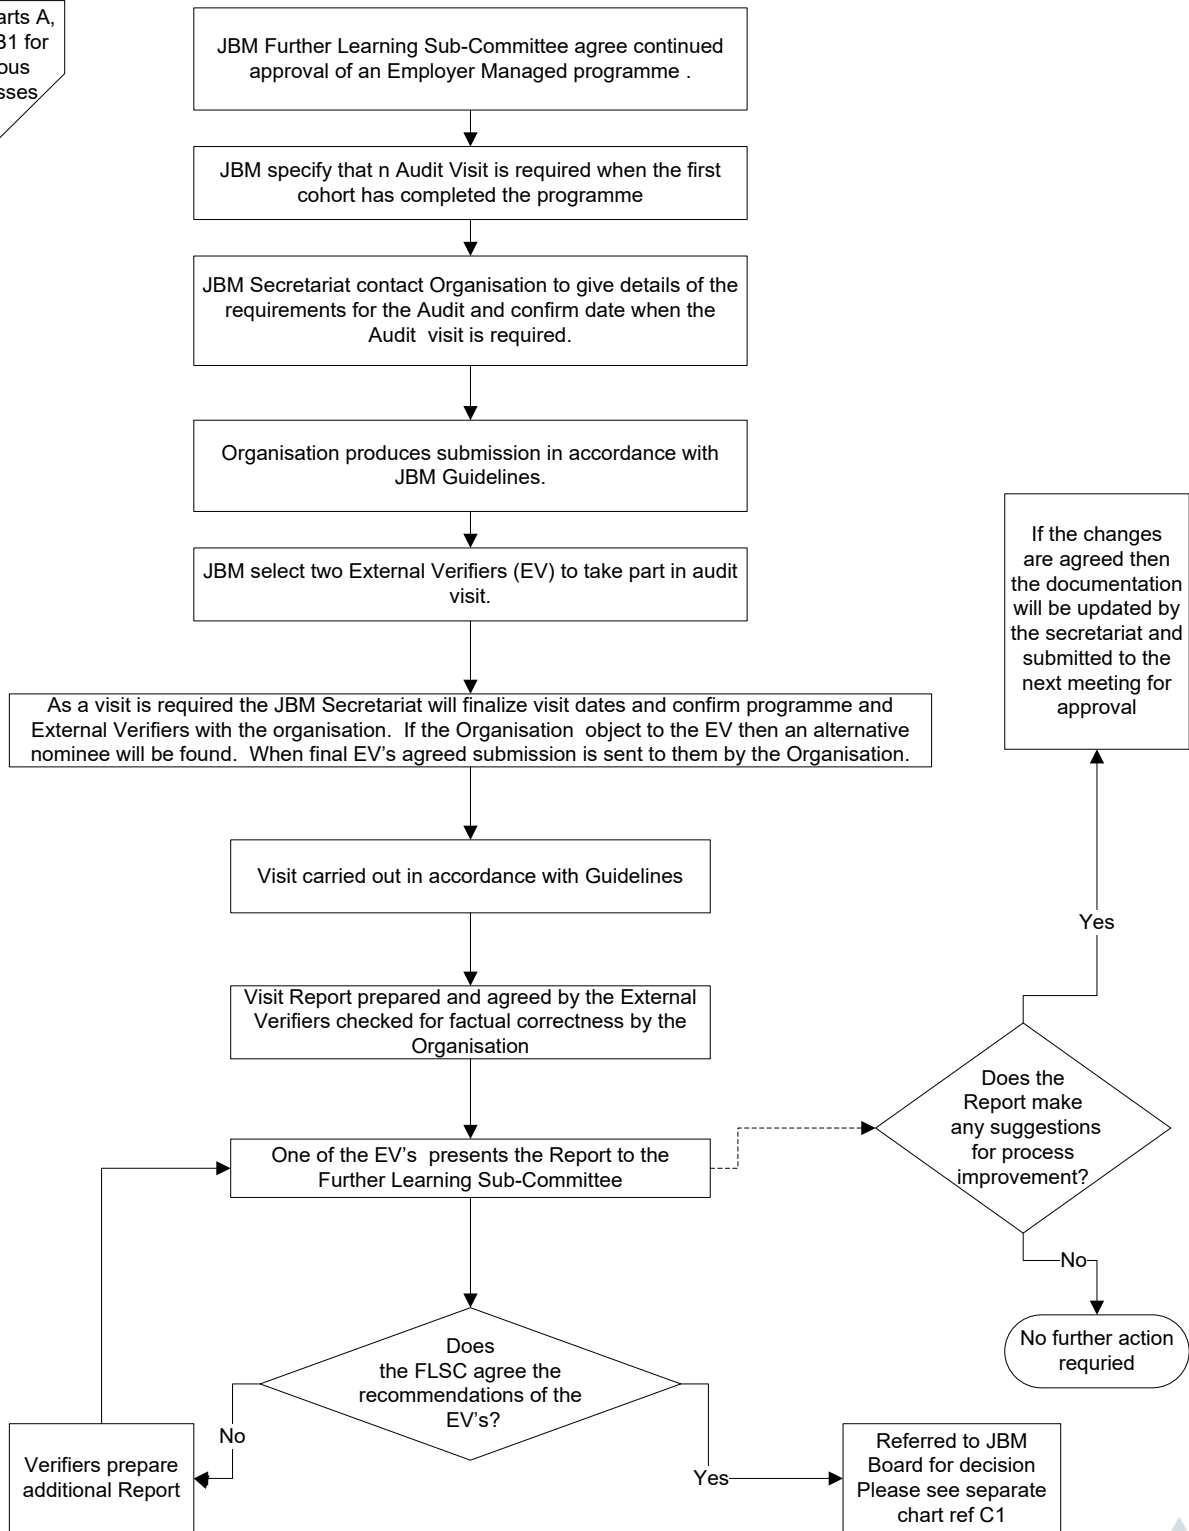 arts A,
B1 for
ous
sses
JBM Further Learning Sub-Committee agree continued
approval of an Employer Managed programme .
JBM specify that n Audit Visit is required when the first
cohort has completed the programme
JBM Secretariat contact Organisation to give details of the
requirements for the Audit and confirm date when the
Audit visit is required.
Organisation produces submission in accordance with
JBM Guidelines.
JBM select two External Verifiers (EV) to take part in audit
visit.
As a visit is required the JBM Secretariat will finalize visit dates and confirm programme and
External Verifiers with the organisation. If the Organisation object to the EV then an alternative
nominee will be found. When final EV's agreed submission is sent to them by the Organisation.
Visit carried out in accordance with Guidelines
Visit Report prepared and agreed by the External
Verifiers checked for factual correctness by the
Organisation
One of the EV's presents the Report to the
Further Learning Sub-Committee
Does
the FLSC agree the
recommendations of the
EV's?
No
Verifiers prepare
additional Report
Yes
Referred to JBM
Board for decision
Please see separate
chart ref C1
If the changes
are agreed then
the documentation
will be updated by
the secretariat and
submitted to the
next meeting for
approval
Yes
Does the
Report make
any suggestions
for process
improvement?
No
No further action
requried